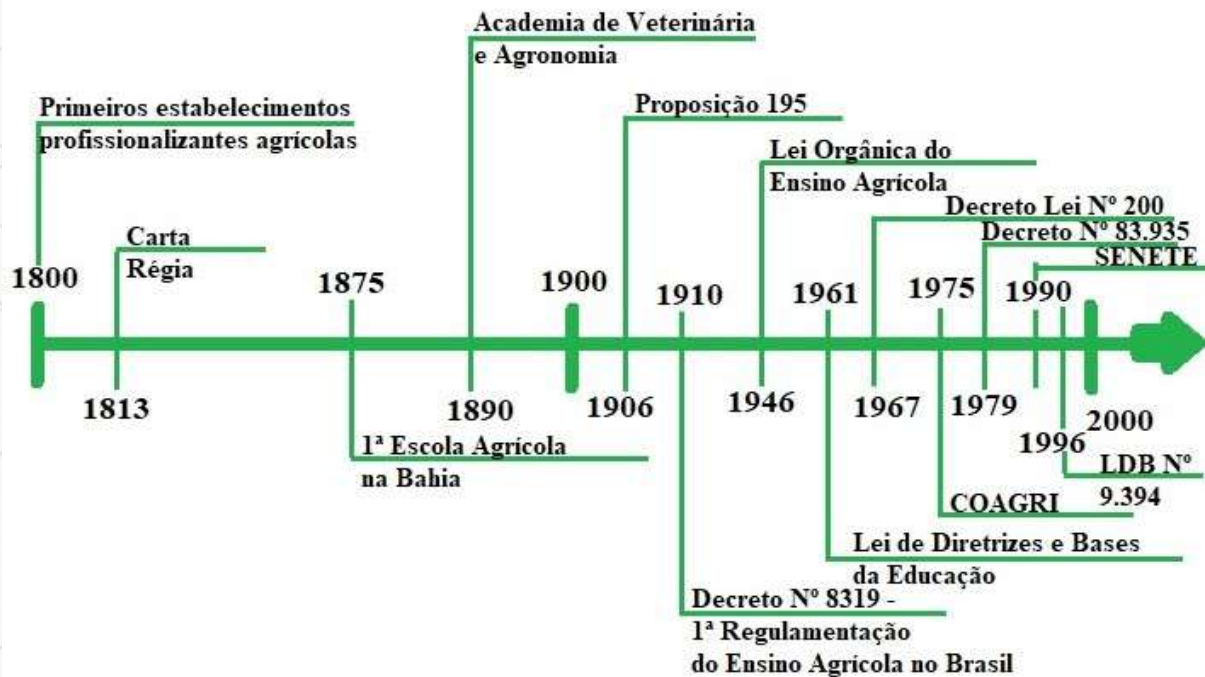 Academia de Veterinária
e Agronomia
Primeiros estabelecimentos
profissionalizantes agrícolas
Proposição 195
Lei Orgânica do
Ensino Agrícola
Decreto Lei Nº 200
Decreto Nº 83.935
SENETE
Carta
Régia
1800
1875
1900
1910
1961
1975
1990
1813
1890
1906
1946
1967
1979
1996
2000
1ª Escola Agrícola
na Bahia
LDB Nº
9.394
COAGRI
Lei de Diretrizes e Bases
da Educação
Decreto Nº 8319 -
1ª Regulamentação
do Ensino Agrícola no Brasil